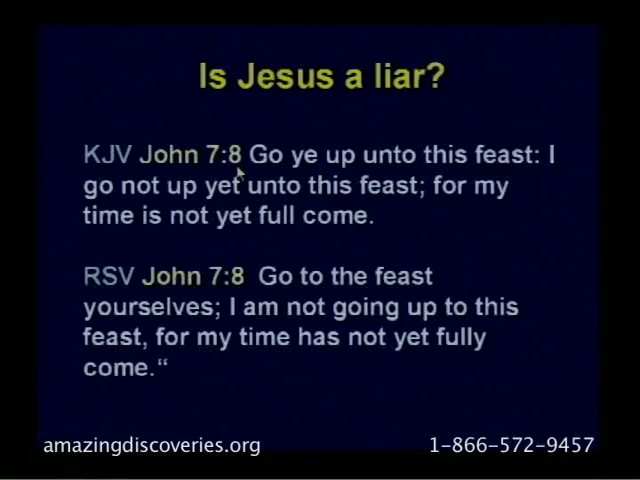 Is Jesus a liar?
KJV John 7:8 Go ye up unto this feast: I
go not up yet unto this feast; for my
time is not yet full come.
RSV John 7:8 Go to the feast
yourselves; I am not going up to this
feast, for my time has not yet fully
come.“
amazingdiscoveries.org 1-866-572-9457